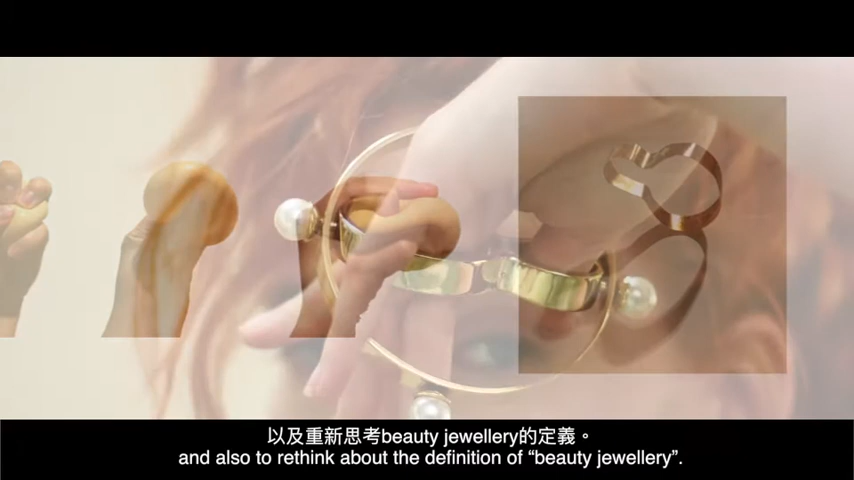 以及重新思考beauty jewellery的定義。
and also to rethink about the definition of “beauty jewellery”.